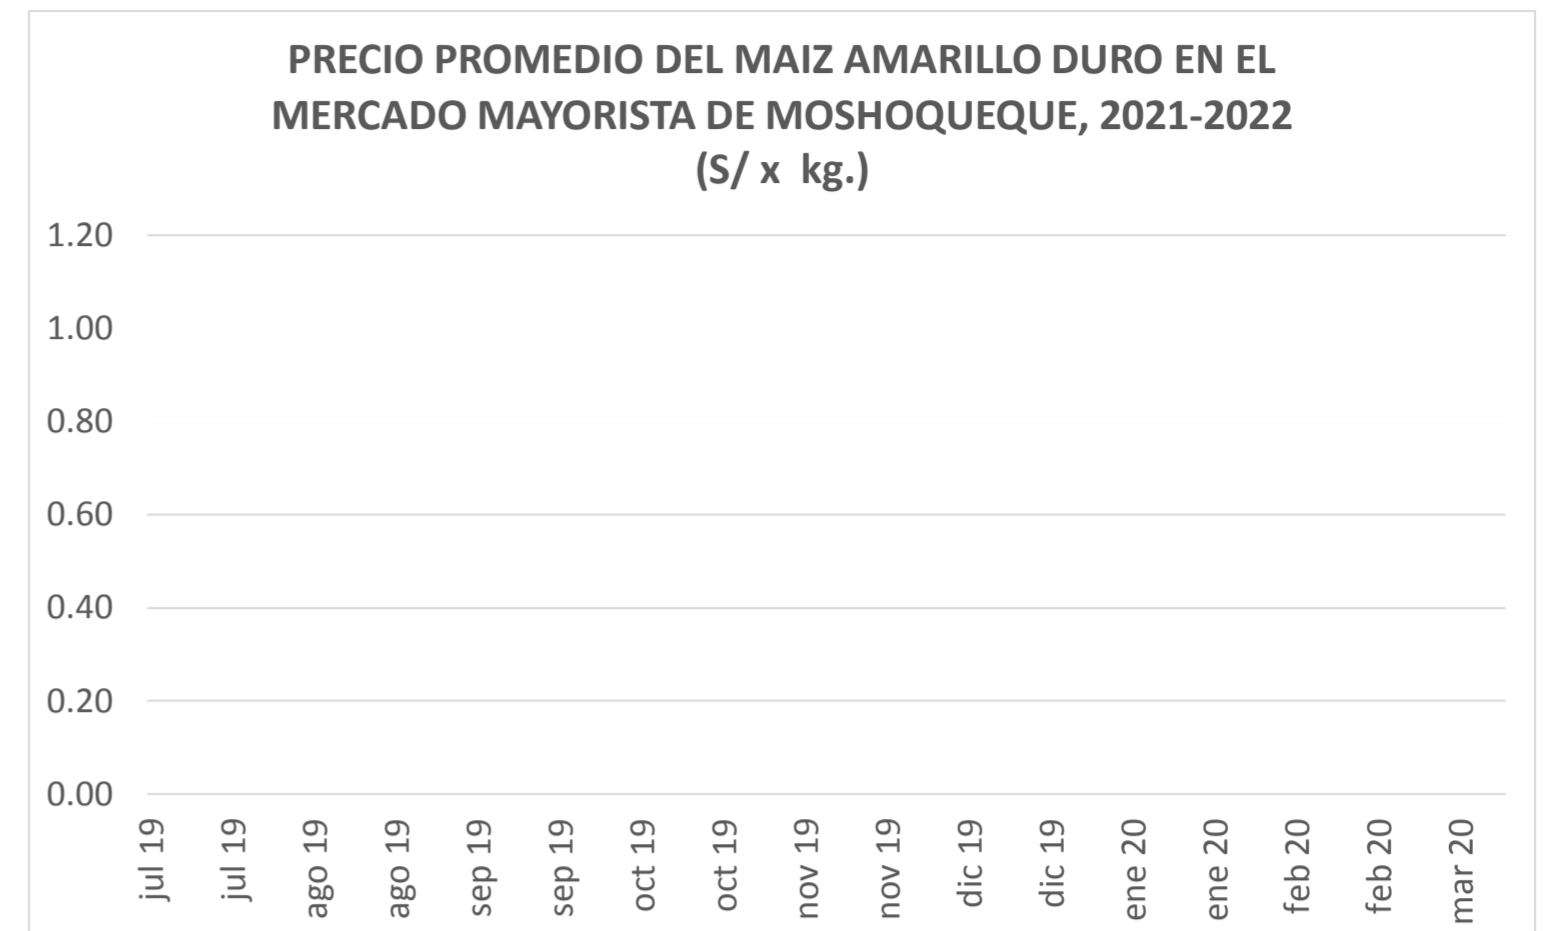 PRECIO PROMEDIO DEL MAIZ AMARILLO DURO EN EL
MERCADO MAYORISTA DE MOSHOQUEQUE, 2021-2022
(S/ x  kg.)
1.20
1.00
0.80
0.60
0.40
0.20
0.00
jul 19
jul 19
ago 19
ago 19
sep 19
sep 19
oct 19
oct 19
nov 19
nov 19
dic 19
dic 19
ene 20
ene 20
feb 20
feb 20
mar 20